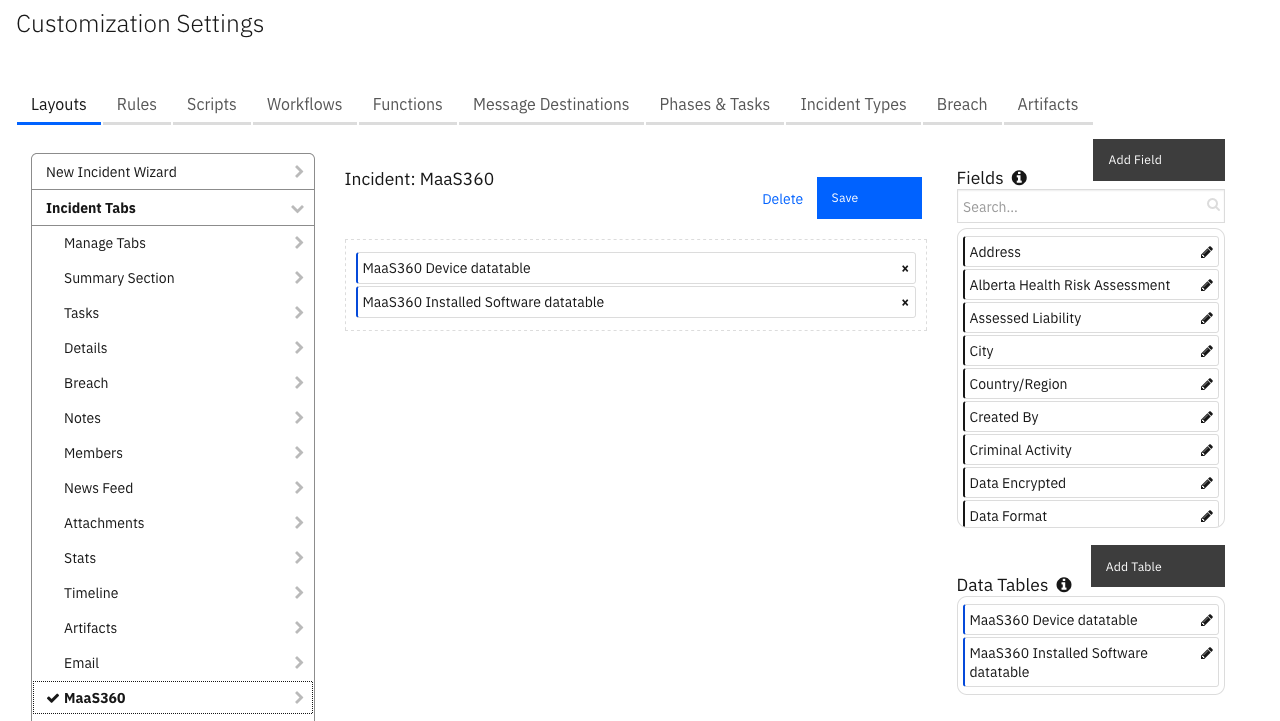 Customization Settings
Layouts
Rules
Scripts
Workflows
Functions
Message Destinations
Phases & Tasks
Incident Types
Breach
Artifacts
New Incident Wizard
Incident Tabs
Manage Tabs
Summary Section
Tasks
Details
Breach
Notes
Members
News Feed
Attachments
Stats
Timeline
Artifacts
Email
MaaS360
Incident: MaaS360
Delete
Save
MaaS360 Device datatable
MaaS360 Installed Software datatable
Add Field
Fields
Search...
Address
Alberta Health Risk Assessment
Assessed Liability
City
Country/Region
Created By
Criminal Activity
Data Encrypted
Data Format
Add Table
Data Tables
MaaS360 Device datatable
MaaS360 Installed Software
datatable